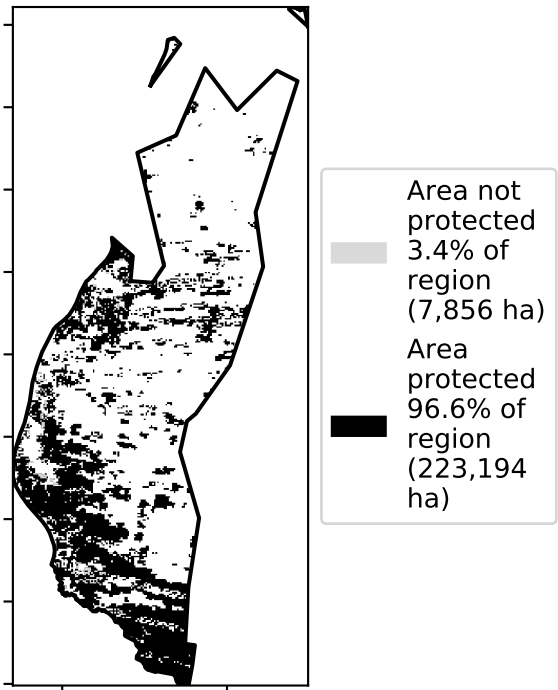 Area not
protected
3.4% of
region
(7,856 ha)
Area
protected
96.6% of
region
(223,194
ha)